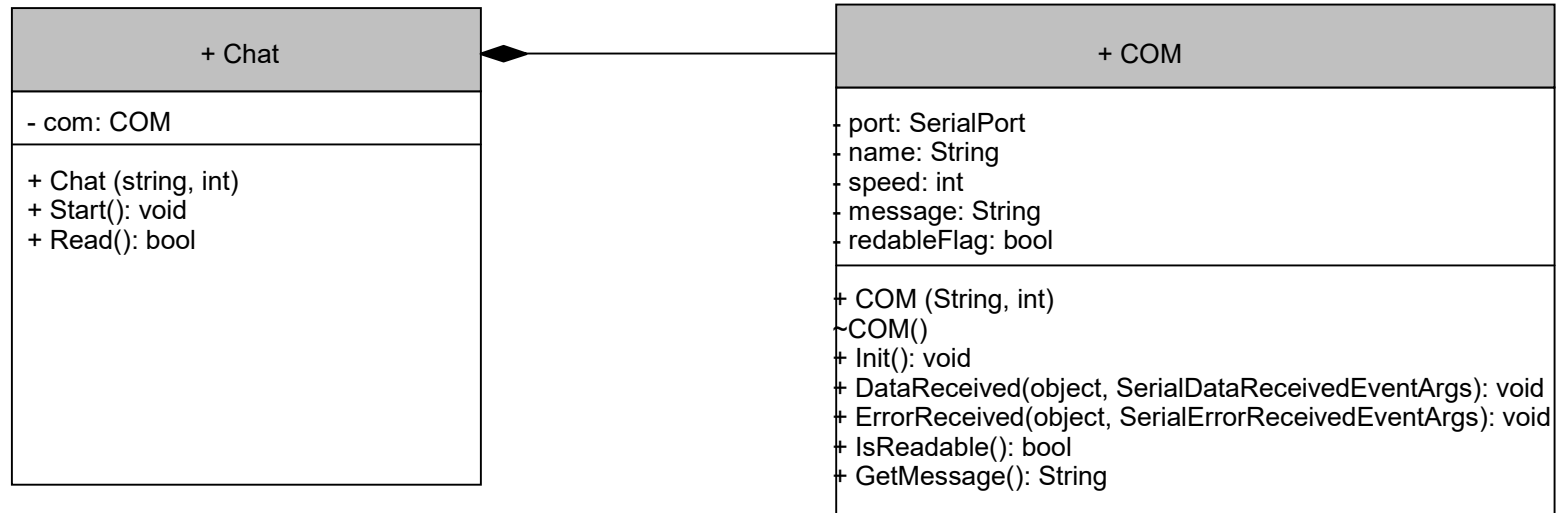 + Chat
- com: COM
+ Chat (string, int)
+ Start(): void
+ Read(): bool
+ COM
- port: SerialPort
- name: String
- speed: int
- message: String
- redableFlag: bool
+ COM (String, int)
~COM()
+ Init(): void
+ DataReceived(object, SerialDataReceivedEventArgs): void
+ ErrorReceived(object, SerialErrorReceivedEventArgs): void
+ IsReadable(): bool
+ GetMessage(): String